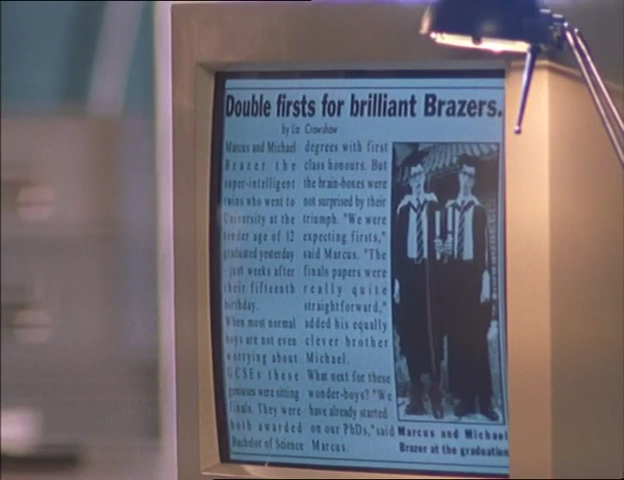 Double firsts for brilliant Brazers.
by Liz Crowshaw
Marcus and Michael
Brazer the
super-intelligent
twins who went to
University at the
tender age of 12
graduated yesterday
- just weeks after
their fifteenth
birthday.
When most normal
boys are not even
worrying about
GCSEs these
geniuses were sitting
finals. They were
both awarded
Bachelor of Science
degrees with first
class honours. But
the brain-boxes were
not surprised by their
triumph. "We were
expecting firsts,"
said Marcus. "The
finals papers were
really quite
straightforward,"
added his equally
clever brother
Michael.
What next for these
wonder-boys? "We
have already started
on our PhDs," said
Marcus.
Marcus and Michael
Brazer at the graduation